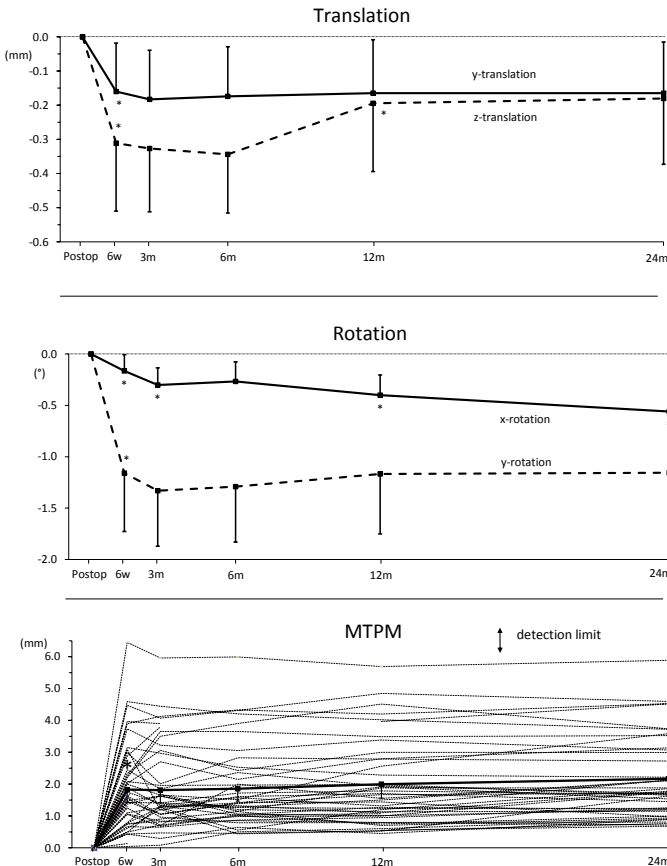 Translation
0.0
(mm)
-0.1
-0.2
-0.3
-0.4
-0.5
-0.6
y-translation
z-translation
*
*
*
Postop 6w 3m 6m 12m 24m
Rotation
0.0
(°)
-0.5
-1.0
-1.5
-2.0
x-rotation
y-rotation
*
*
*
*
Postop 6w 3m 6m 12m 24m
MTPM
(mm)
detection limit
6.0
5.0
4.0
3.0
2.0
1.0
0.0
Postop 6w 3m 6m 12m 24m